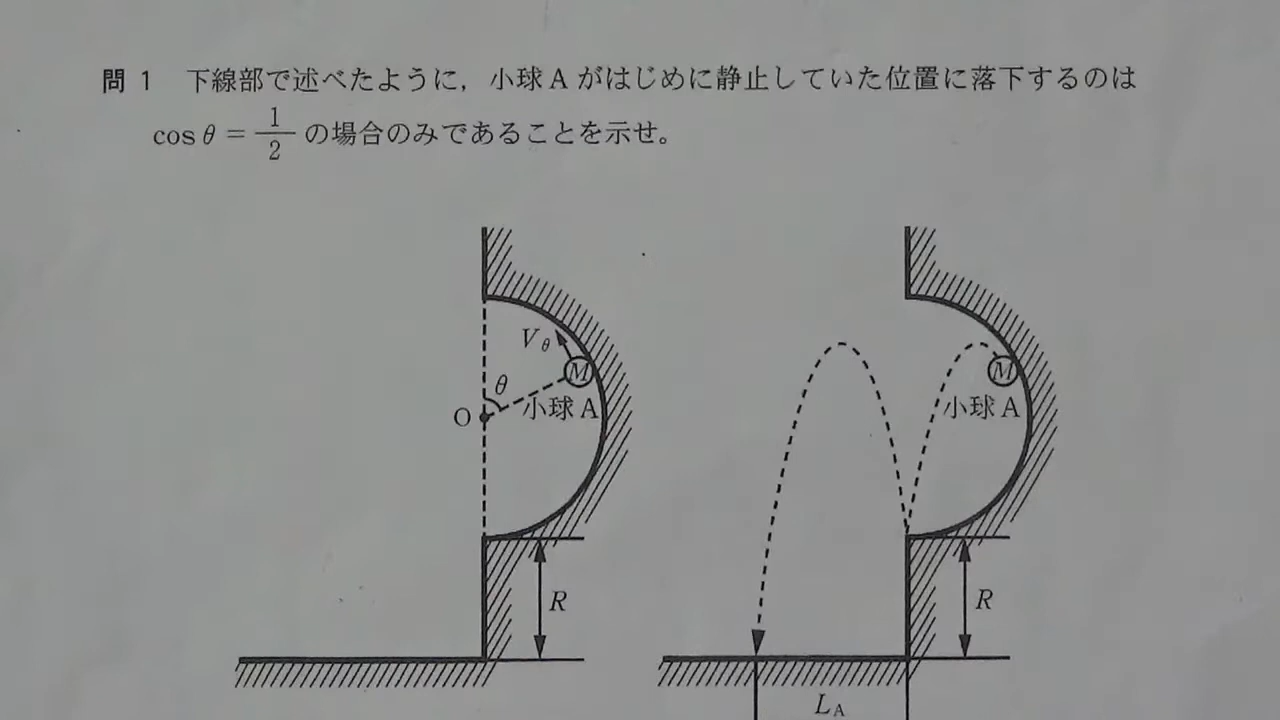 問 1 下線部で述べたように，小球 A がはじめに静止していた位置に落下するのは
cos θ = 1/2 の場合のみであることを示せ。
V_θ
M
θ
小球 A
O
R
M
小球 A
R
L_A